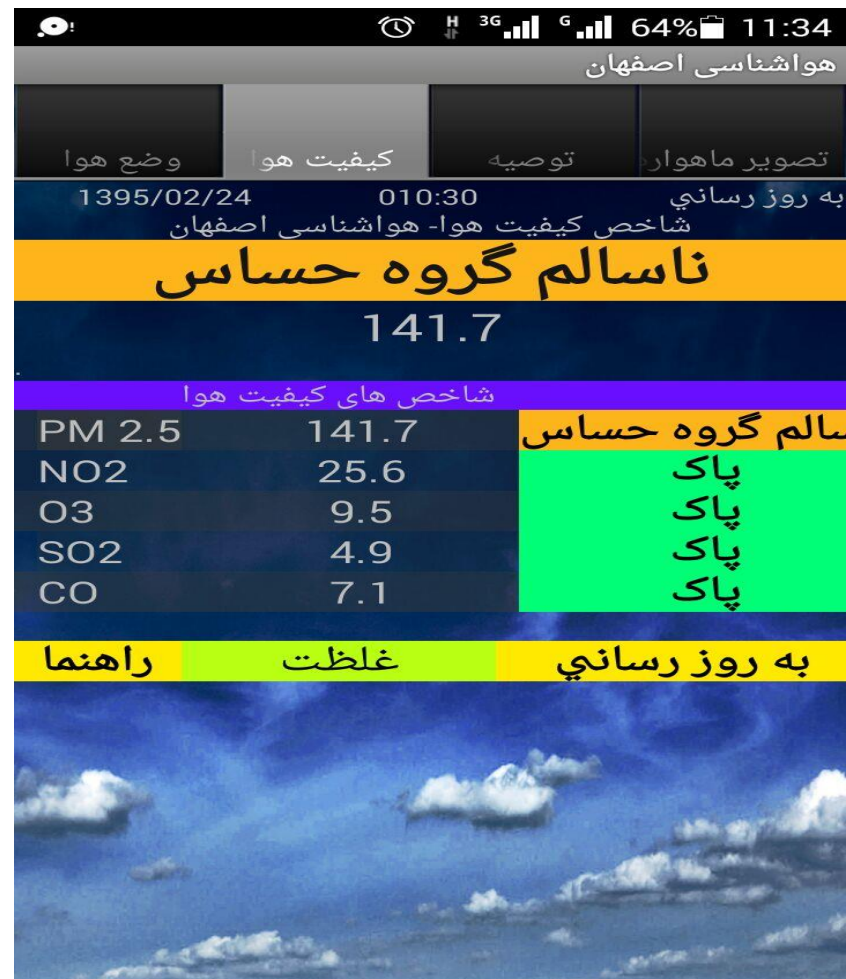 3G G 64% 11:34
هواشناسی اصفهان
تصویر ماهواره توصیه کیفیت هوا وضع هوا
به روز رساني 010:30 1395/02/24
شاخص کیفیت هوا- هواشناسی اصفهان
ناسالم گروه حساس
141.7
شاخص های کیفیت هوا
PM 2.5 141.7 سالم گروه حساس
NO2 25.6 پاک
O3 9.5 پاک
SO2 4.9 پاک
CO 7.1 پاک
به روز رساني غلظت راهنما